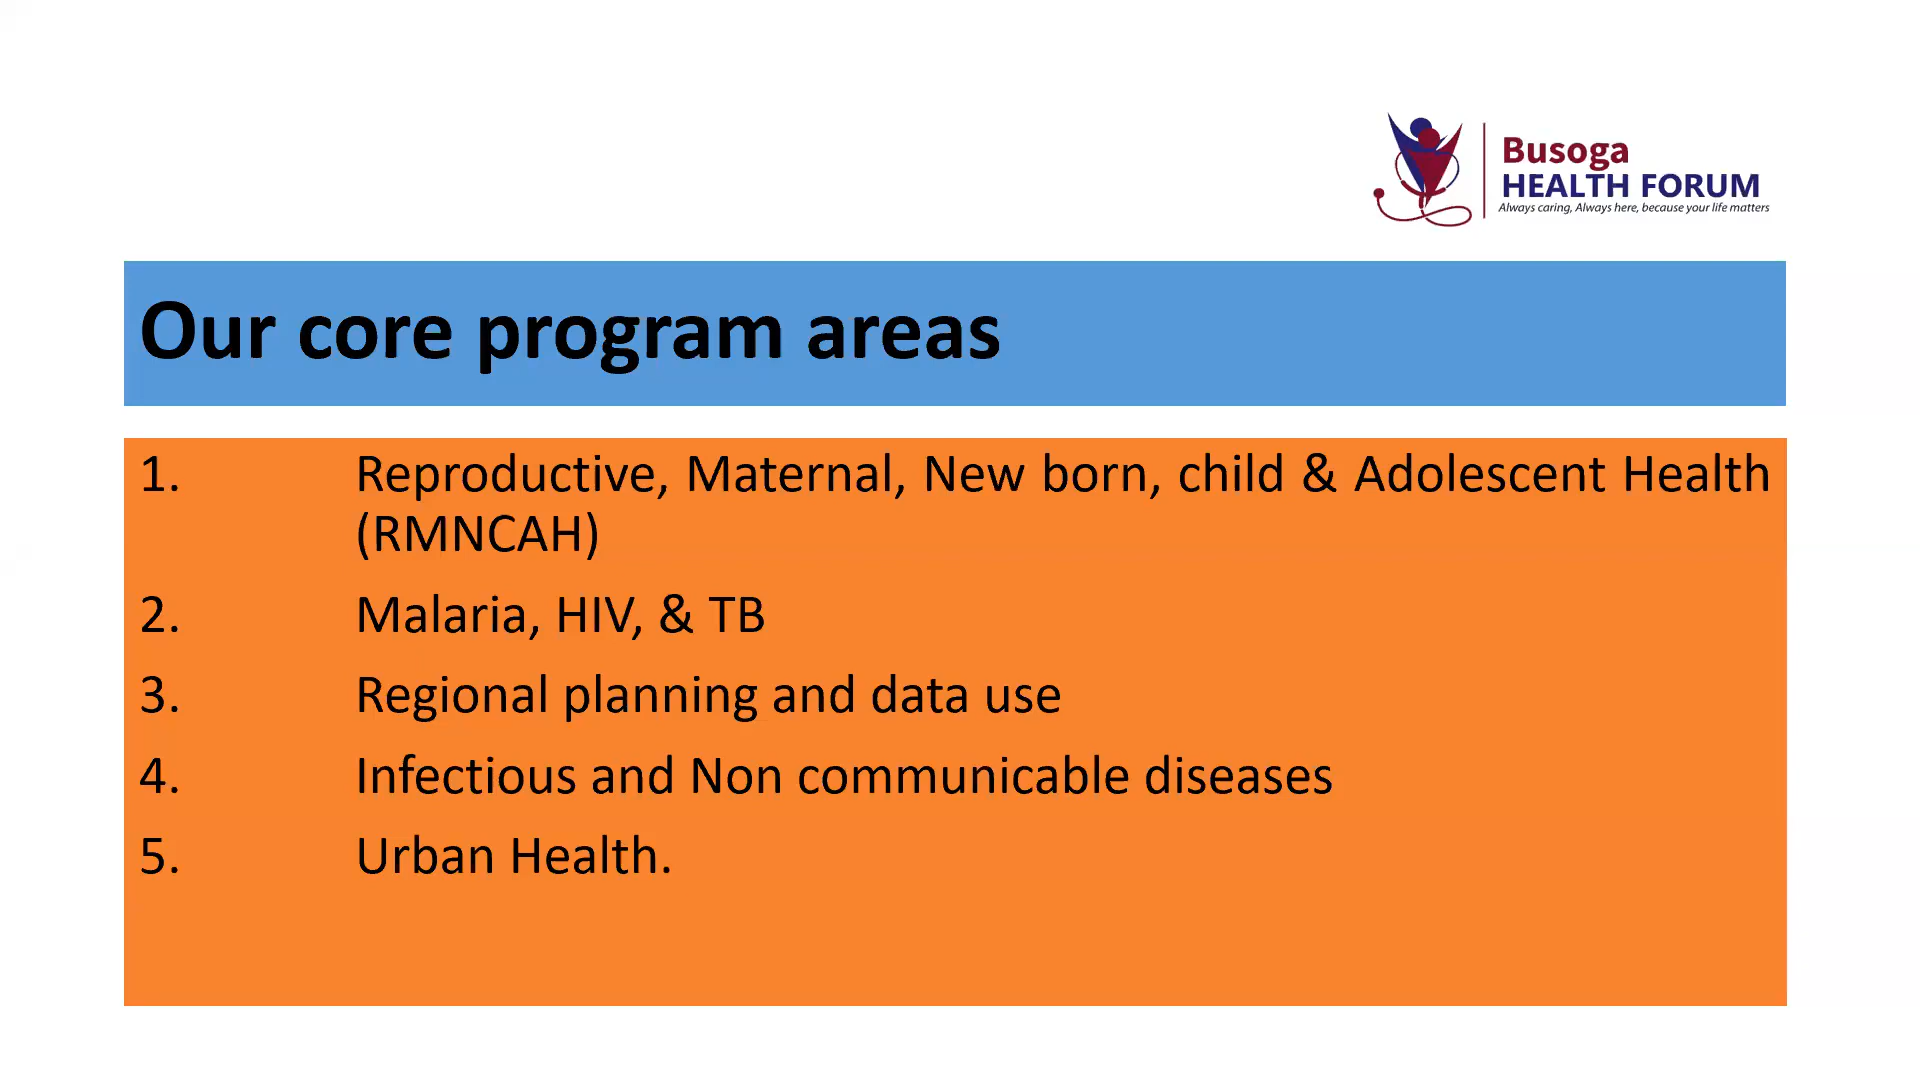 Busoga
HEALTH FORUM
Always caring, Always here, because your life matters
Our core program areas
1. Reproductive, Maternal, New born, child & Adolescent Health
(RMNCAH)
2. Malaria, HIV, & TB
3. Regional planning and data use
4. Infectious and Non communicable diseases
5. Urban Health.